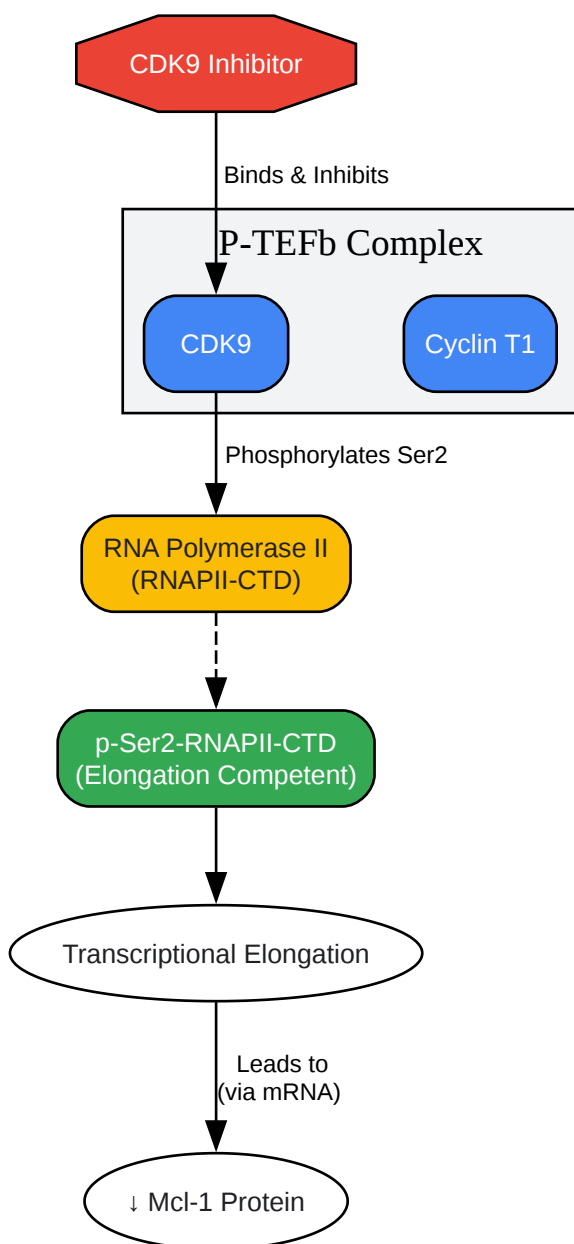 CDK9 Inhibitor
Binds & Inhibits
P-TEFb Complex
CDK9
Cyclin T1
Phosphorylates Ser2
RNA Polymerase II
(RNAPII-CTD)
p-Ser2-RNAPII-CTD
(Elongation Competent)
Transcriptional Elongation
Leads to
(via mRNA)
↓ Mcl-1 Protein